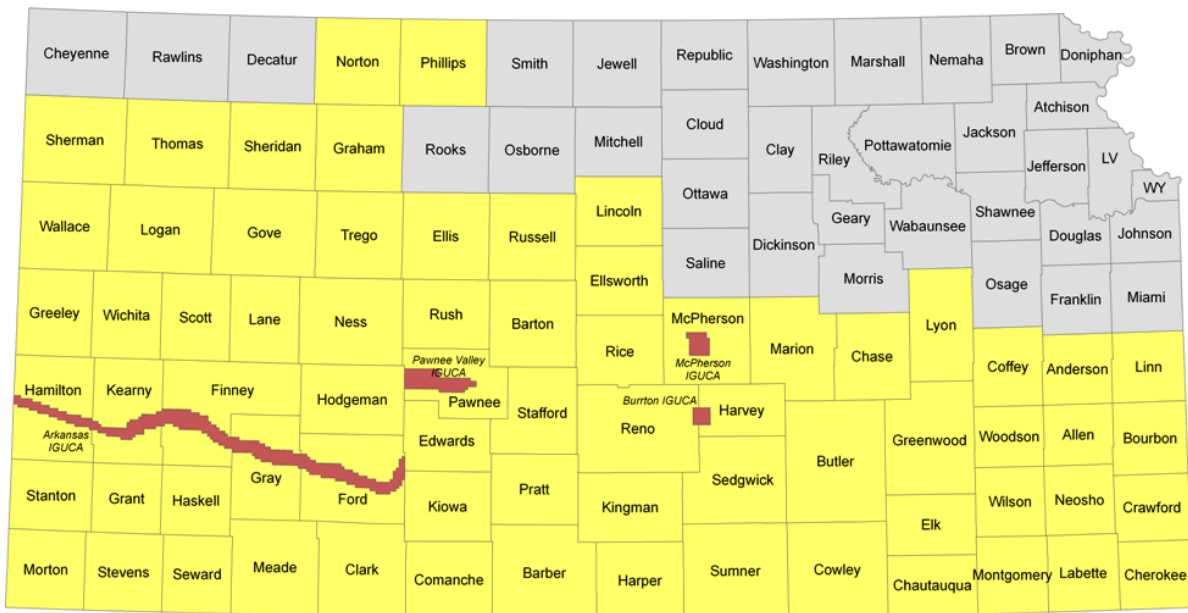 Cheyenne
Rawlins
Decatur
Norton
Phillips
Smith
Jewell
Republic
Washington
Marshall
Nemaha
Brown
Doniphan
Sherman
Thomas
Sheridan
Graham
Rooks
Osborne
Mitchell
Cloud
Clay
Riley
Pottawatomie
Jackson
Atchison
Jefferson
LV
WY
Wallace
Logan
Gove
Trego
Ellis
Russell
Lincoln
Ottawa
Geary
Wabaunsee
Shawnee
Douglas
Johnson
Ellsworth
Saline
Dickinson
Morris
Osage
Franklin
Miami
Greeley
Wichita
Scott
Lane
Ness
Rush
Barton
Rice
McPherson
McPherson
IGUCA
Marion
Chase
Lyon
Coffey
Anderson
Linn
Hamilton
Kearny
Finney
Hodgeman
Pawnee Valley
IGUCA
Pawnee
Stafford
Burrton IGUCA
Reno
Harvey
Arkansas
IGUCA
Edwards
Greenwood
Woodson
Allen
Bourbon
Stanton
Grant
Haskell
Gray
Ford
Kiowa
Pratt
Kingman
Sedgwick
Butler
Elk
Wilson
Neosho
Crawford
Morton
Stevens
Seward
Meade
Clark
Comanche
Barber
Harper
Sumner
Cowley
Chautauqua
Montgomery
Labette
Cherokee